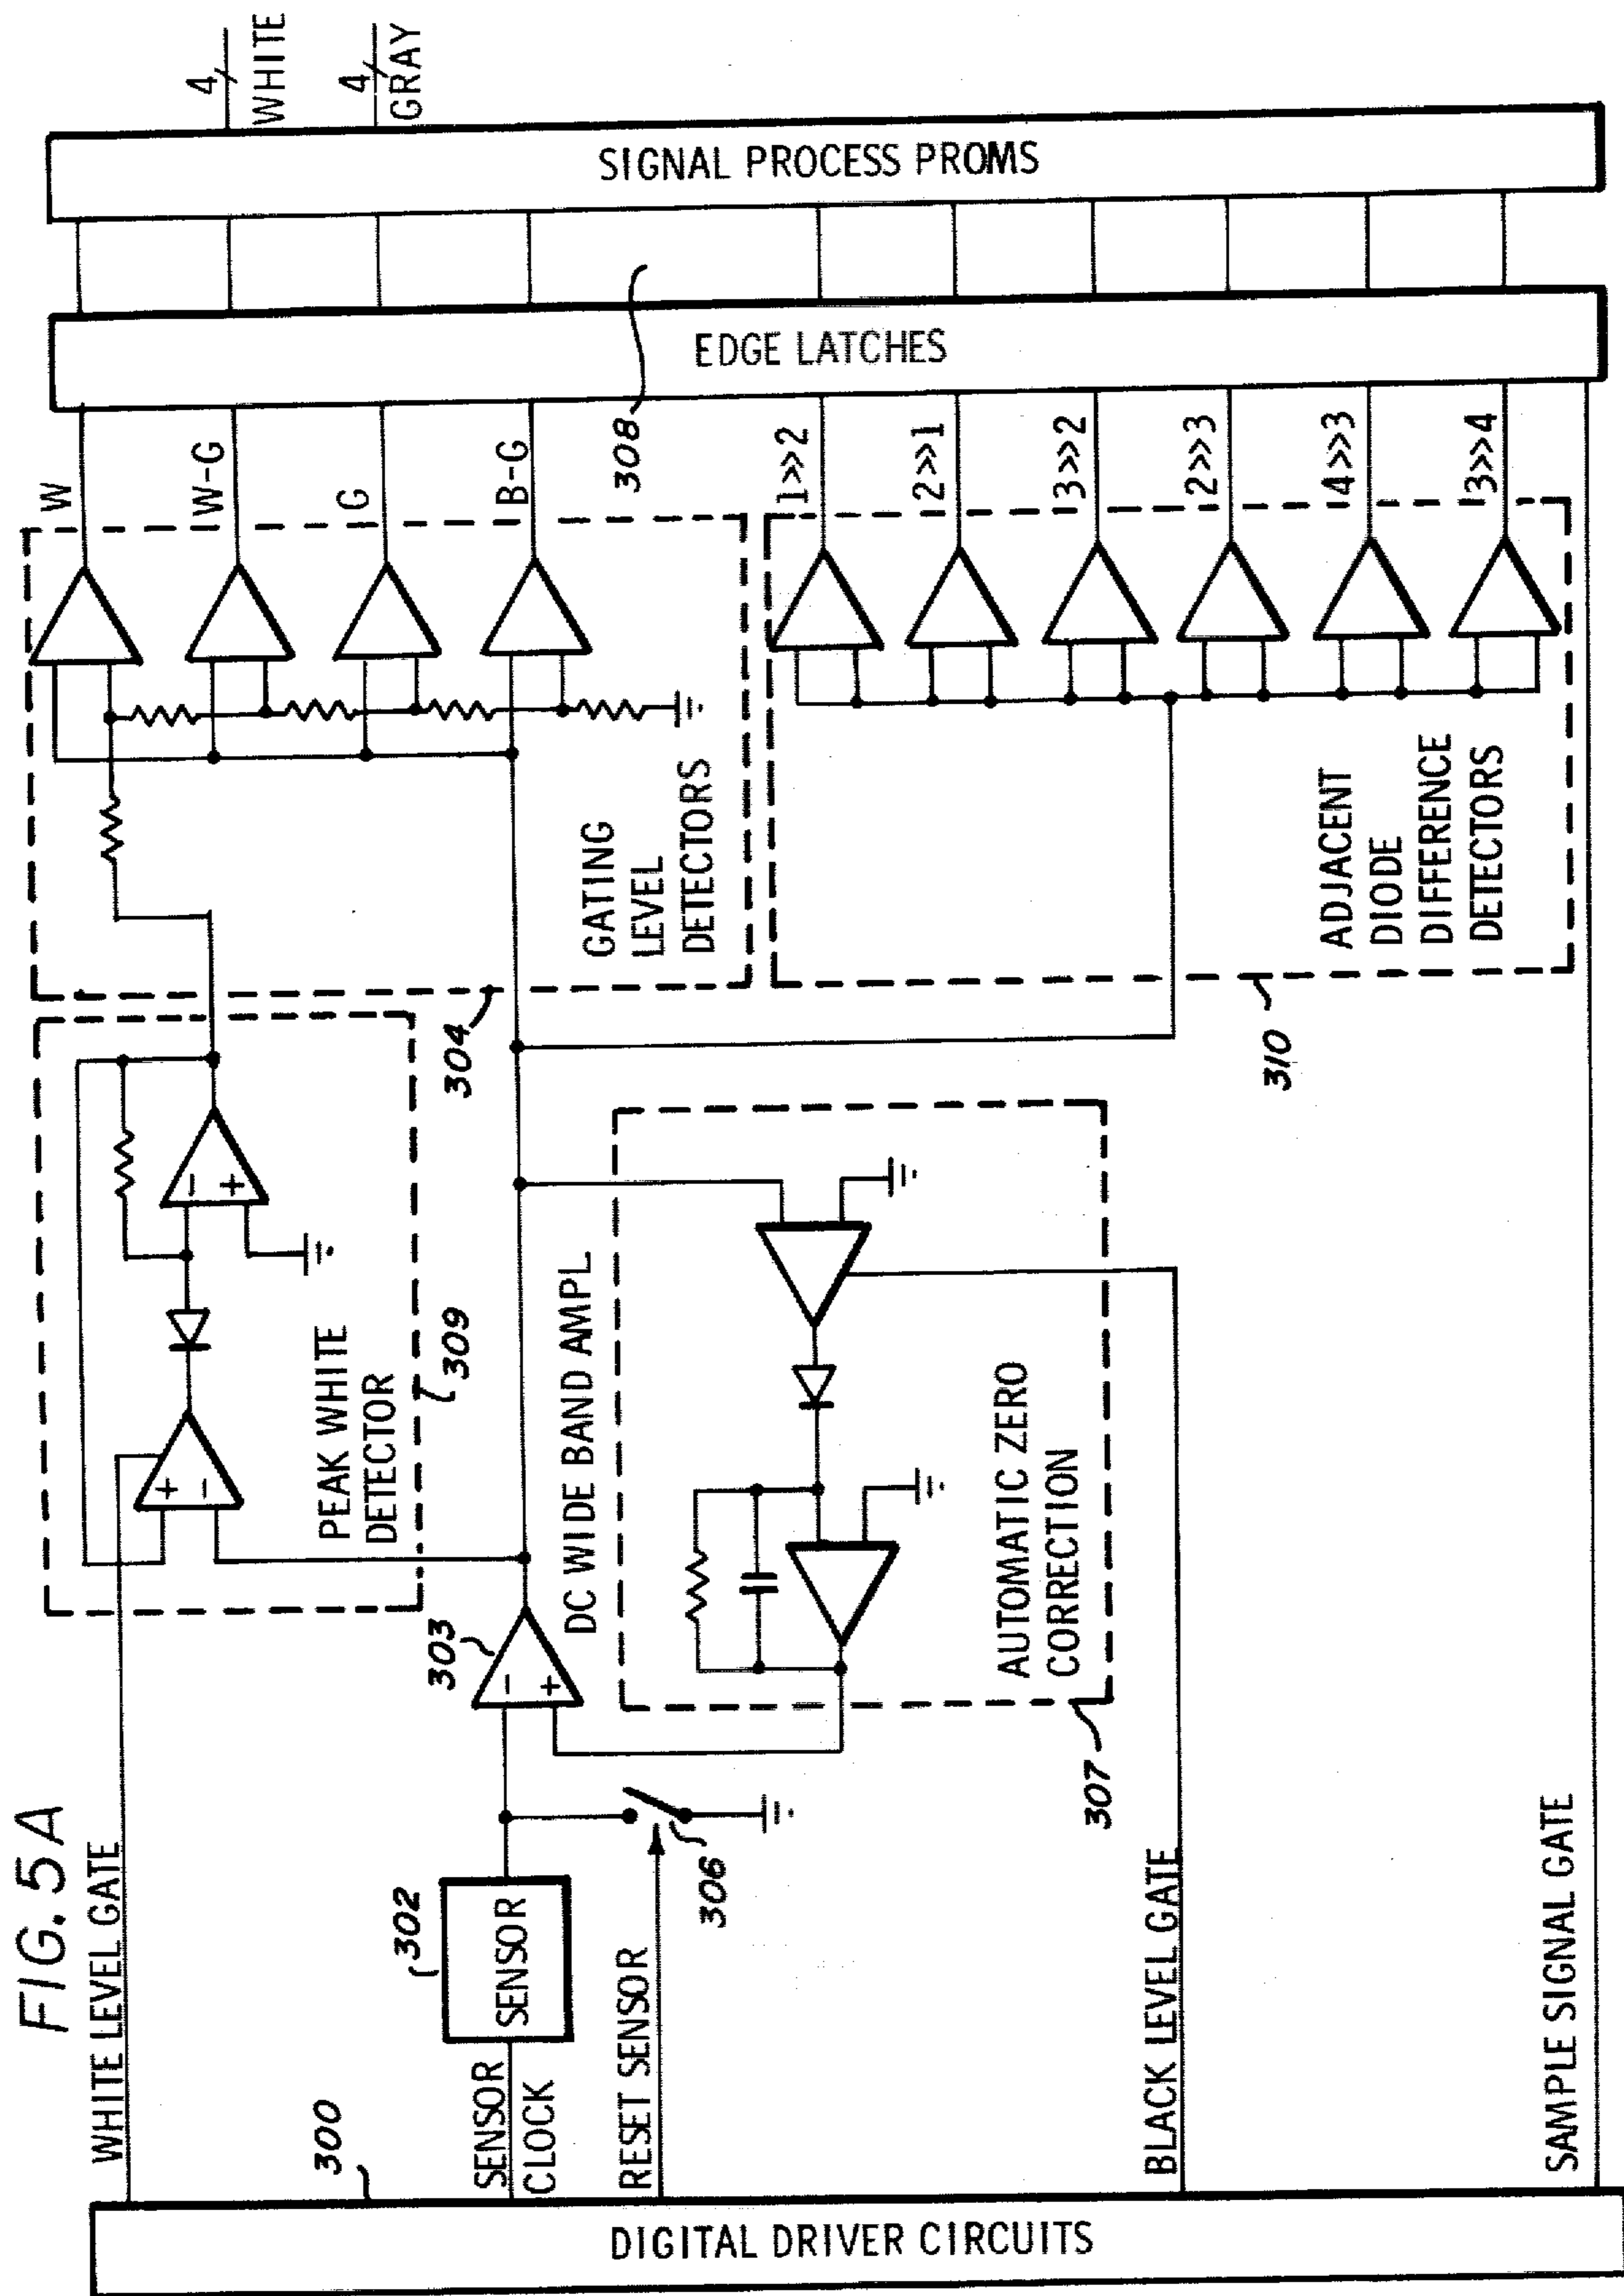 FIG. 5A
WHITE LEVEL GATE
300
SENSOR
CLOCK
RESET SENSOR
BLACK LEVEL GATE
SAMPLE SIGNAL GATE
DIGITAL DRIVER CIRCUITS
302
SENSOR
306
303
-
+
DC WIDE BAND AMPL
307
AUTOMATIC ZERO
CORRECTION
+
-
-
+
PEAK WHITE
DETECTOR
309
304
GATING
LEVEL
DETECTORS
310
ADJACENT
DIODE
DIFFERENCE
DETECTORS
W
W-G
G
B-G
308
1>>2
2>>1
3>>2
2>>3
4>>3
3>>4
EDGE LATCHES
SIGNAL PROCESS PROMS
4
WHITE
4
GRAY